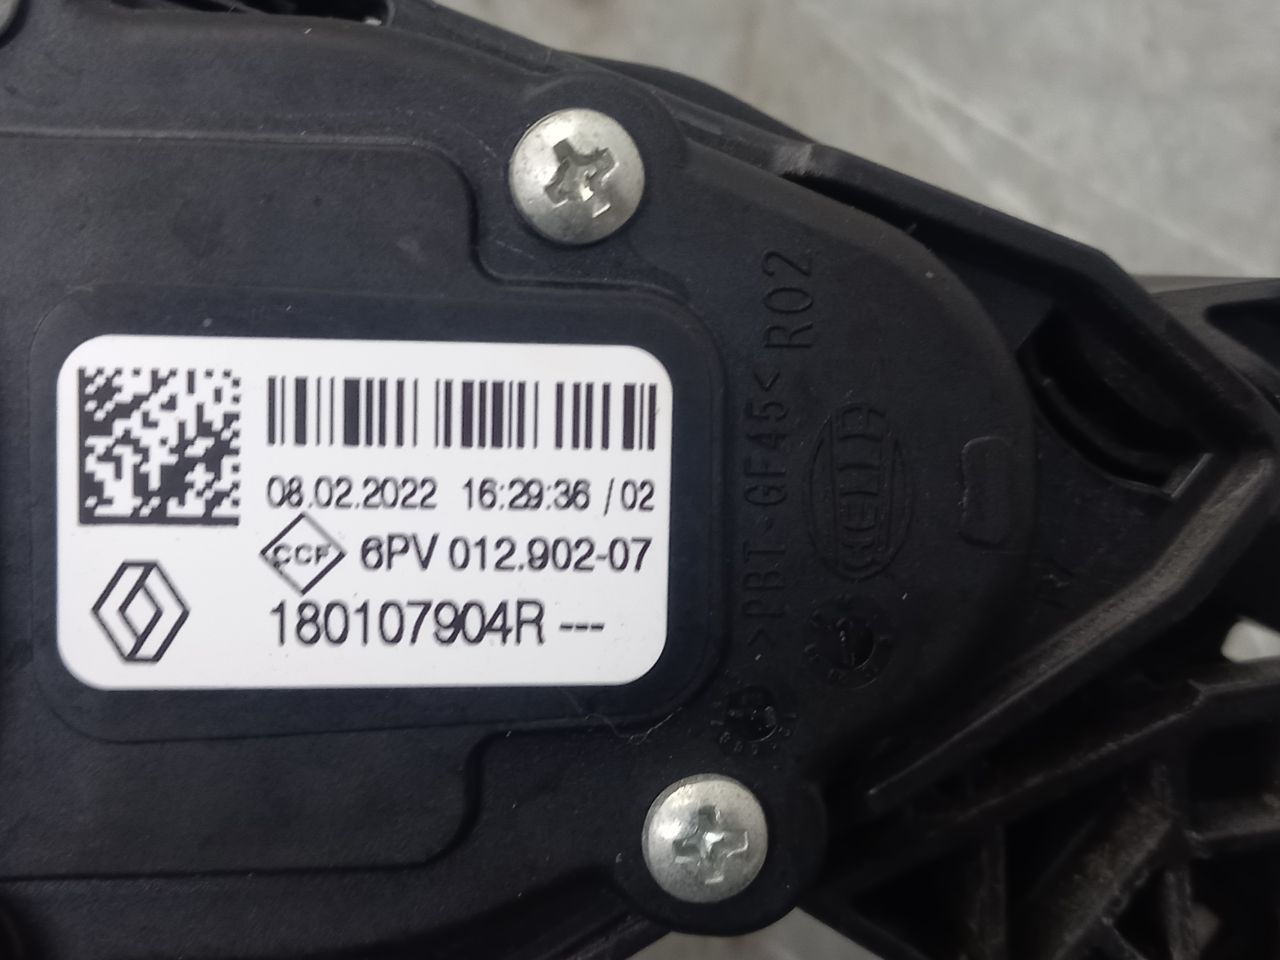 08.02.2022 16:29:36 /02
CCF 6PV 012.902-07
180107904R ---
>PBT-GF45< R02
HELLA